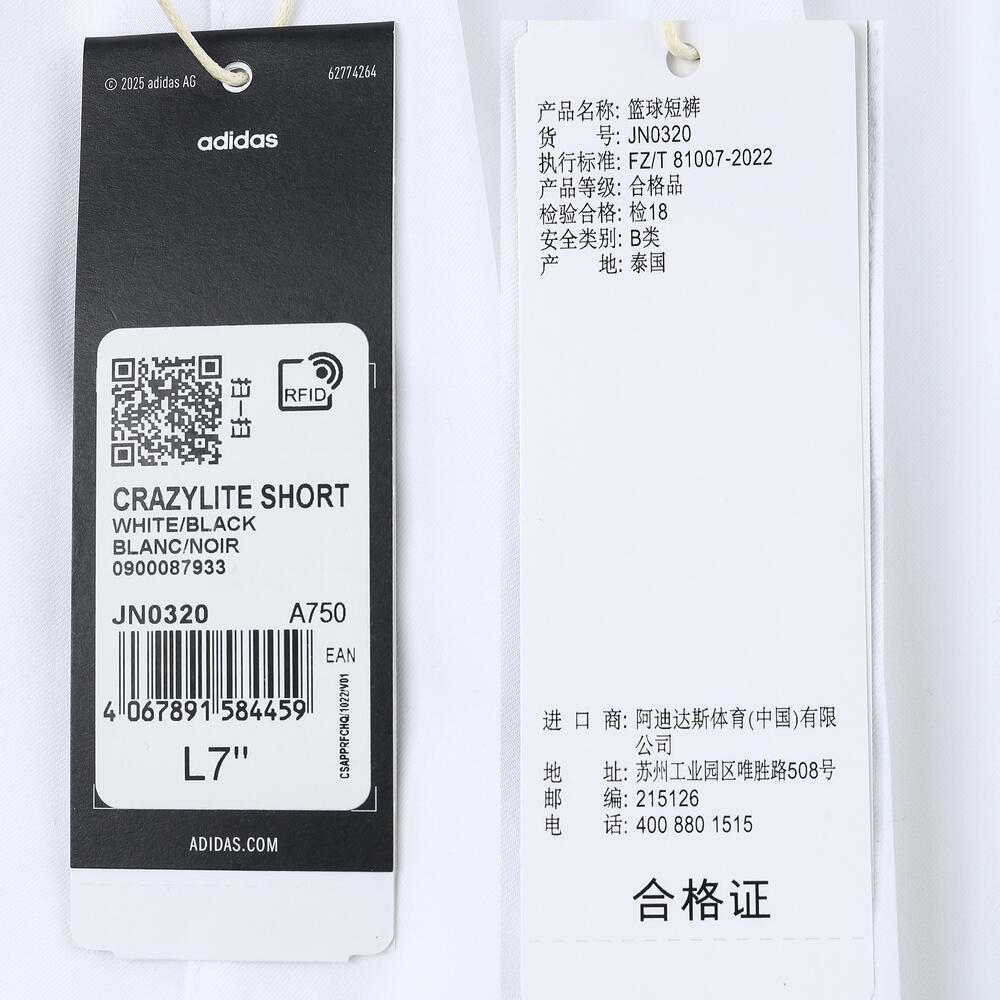 © 2025 adidas AG
62774264
adidas
扫一扫
RFID
CRAZYLITE SHORT
WHITE/BLACK
BLANC/NOIR
0900087933
JN0320 A750
EAN
4 067891 584459
CSAPPRFCHQ/1022/V01
L7"
ADIDAS.COM
产品名称: 篮球短裤
货 号: JN0320
执行标准: FZ/T 81007-2022
产品等级: 合格品
检验合格: 检18
安全类别: B类
产 地: 泰国
进 口 商: 阿迪达斯体育(中国)有限
公司
地 址: 苏州工业园区唯胜路508号
邮 编: 215126
电 话: 400 880 1515
合格证